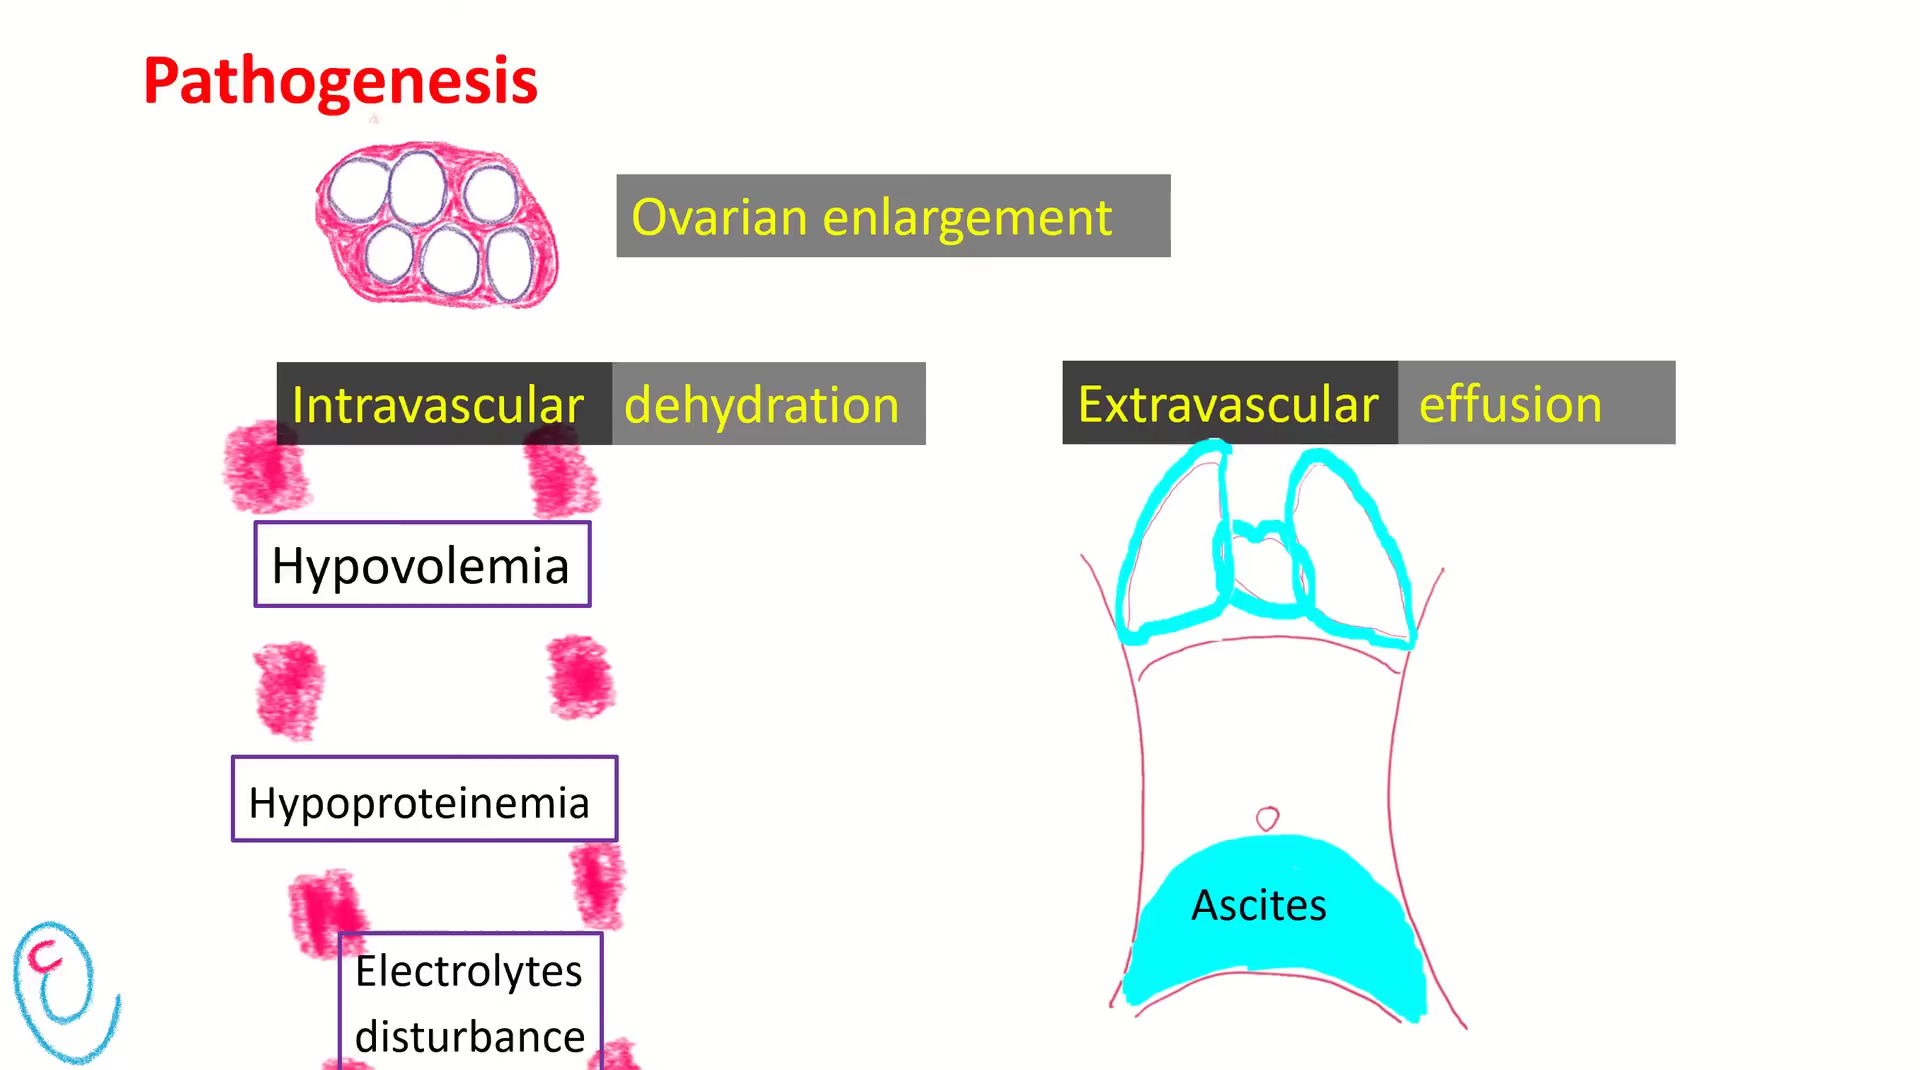 Pathogenesis
Ovarian enlargement
Intravascular dehydration
Extravascular effusion
Hypovolemia
Hypoproteinemia
Ascites
Electrolytes
disturbance